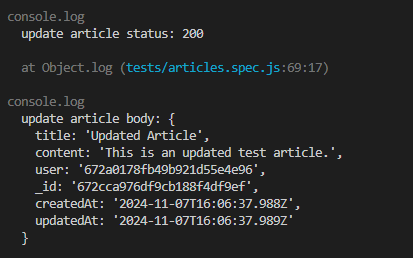 console.log
update article status: 200
at Object.log (tests/articles.spec.js:69:17)
console.log
update article body: {
title: 'Updated Article',
content: 'This is an updated test article.',
user: '672a0178fb49b921d55e4e96',
_id: '672cca976df9cb188f4df9ef',
createdAt: '2024-11-07T16:06:37.988Z',
updatedAt: '2024-11-07T16:06:37.989Z'
}